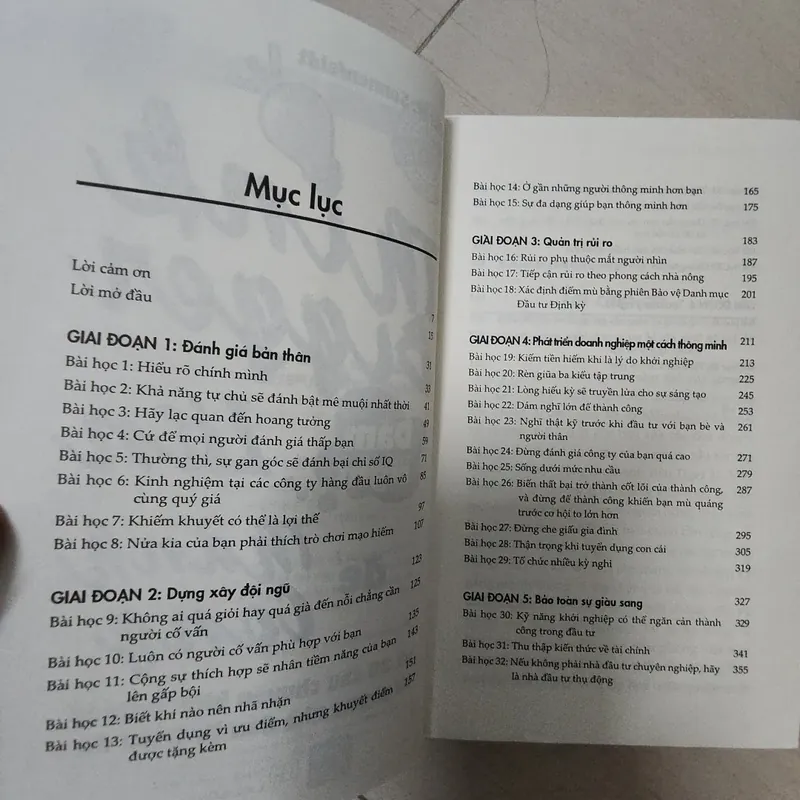 Mục lục
Lời cảm ơn 7
Lời mở đầu 15
GIAI ĐOẠN 1: Đánh giá bản thân 31
Bài học 1: Hiểu rõ chính mình 33
Bài học 2: Khả năng tự chủ sẽ đánh bật mê muội nhất thời 41
Bài học 3: Hãy lạc quan đến hoang tưởng 49
Bài học 4: Cứ để mọi người đánh giá thấp bạn 59
Bài học 5: Thường thì, sự gan góc sẽ đánh bại chỉ số IQ 71
Bài học 6: Kinh nghiệm tại các công ty hàng đầu luôn vô 85
cùng quý giá
Bài học 7: Khiếm khuyết có thể là lợi thế 97
Bài học 8: Nửa kia của bạn phải thích trò chơi mạo hiểm 107
GIAI ĐOẠN 2: Dựng xây đội ngũ 123
Bài học 9: Không ai quá giỏi hay quá già đến nỗi chẳng cần 125
người cố vấn
Bài học 10: Luôn có người cố vấn phù hợp với bạn 135
Bài học 11: Cộng sự thích hợp sẽ nhân tiềm năng của bạn 143
lên gấp bội
Bài học 12: Biết khi nào nên nhã nhặn 151
Bài học 13: Tuyển dụng vì ưu điểm, nhưng khuyết điểm 157
được tặng kèm
Bài học 14: Ở gần những người thông minh hơn bạn 165
Bài học 15: Sự đa dạng giúp bạn thông minh hơn 175
GIAI ĐOẠN 3: Quản trị rủi ro 183
Bài học 16: Rủi ro phụ thuộc mắt người nhìn 187
Bài học 17: Tiếp cận rủi ro theo phong cách nhà nông 195
Bài học 18: Xác định điểm mù bằng phiên Bảo vệ Danh mục 201
Đầu tư Định kỳ
GIAI ĐOẠN 4: Phát triển doanh nghiệp một cách thông minh 211
Bài học 19: Kiếm tiền hiếm khi là lý do khởi nghiệp 213
Bài học 20: Rèn giũa ba kiểu tập trung 225
Bài học 21: Lòng hiếu kỳ sẽ truyền lửa cho sự sáng tạo 245
Bài học 22: Dám nghĩ lớn để thành công 253
Bài học 23: Nghĩ thật kỹ trước khi đầu tư với bạn bè và 261
người thân
Bài học 24: Đừng đánh giá công ty của bạn quá cao 271
Bài học 25: Sống dưới mức nhu cầu 279
Bài học 26: Biến thất bại trở thành cốt lõi của thành công, 287
và đừng để thành công khiến bạn mù quáng
trước cơ hội to lớn hơn
Bài học 27: Đừng che giấu gia đình 295
Bài học 28: Thận trọng khi tuyển dụng con cái 305
Bài học 29: Tổ chức nhiều kỳ nghỉ 319
GIAI ĐOẠN 5: Bảo toàn sự giàu sang 327
Bài học 30: Kỹ năng khởi nghiệp có thể ngăn cản thành 329
công trong đầu tư
Bài học 31: Thu thập kiến thức về tài chính 341
Bài học 32: Nếu không phải nhà đầu tư chuyên nghiệp, hãy 355
là nhà đầu tư thụ động